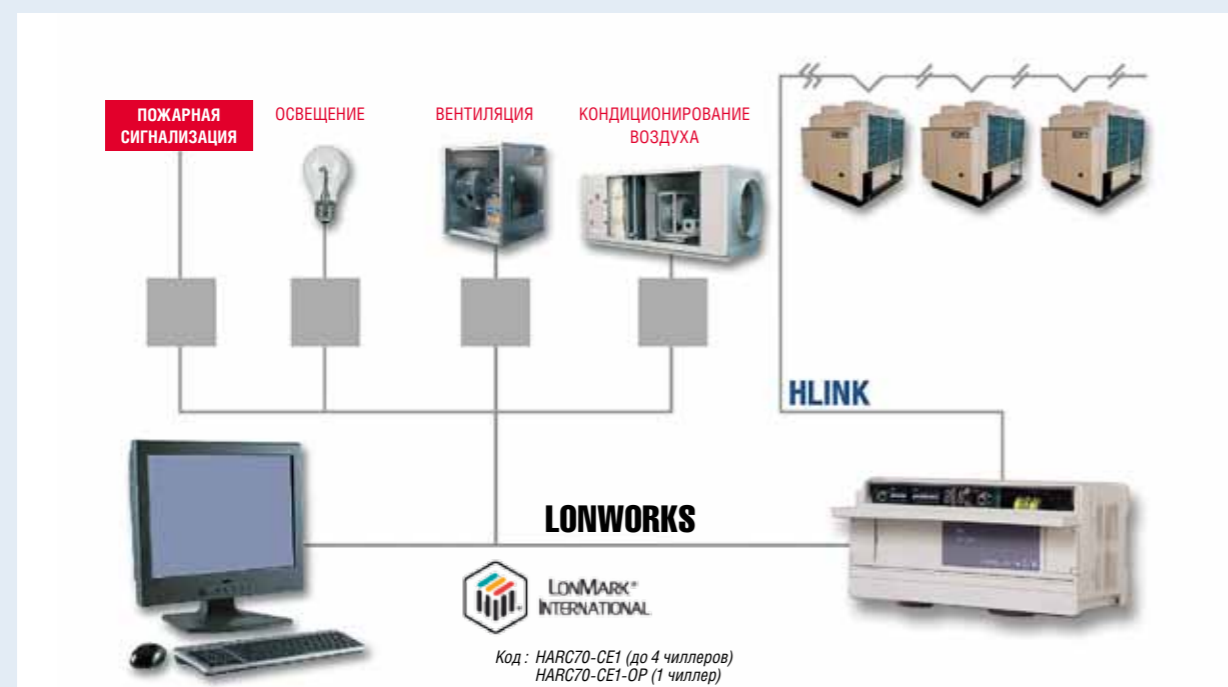 ПОЖАРНАЯ
СИГНАЛИЗАЦИЯ
ОСВЕЩЕНИЕ
ВЕНТИЛЯЦИЯ
КОНДИЦИОНИРОВАНИЕ
ВОЗДУХА
HLINK
LONWORKS
LONMARK®
INTERNATIONAL
Код : HARC70-CE1 (до 4 чиллеров)
HARC70-CE1-OP (1 чиллер)